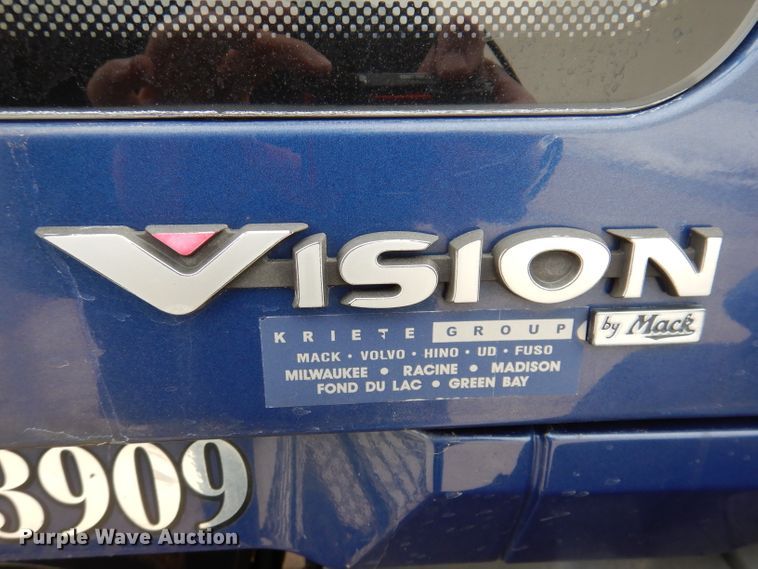 VISION
by Mack
KRIETE GROUP
MACK · VOLVO · HINO · UD · FUSO
MILWAUKEE • RACINE • MADISON
FOND DU LAC • GREEN BAY
3909
Purple Wave Auction